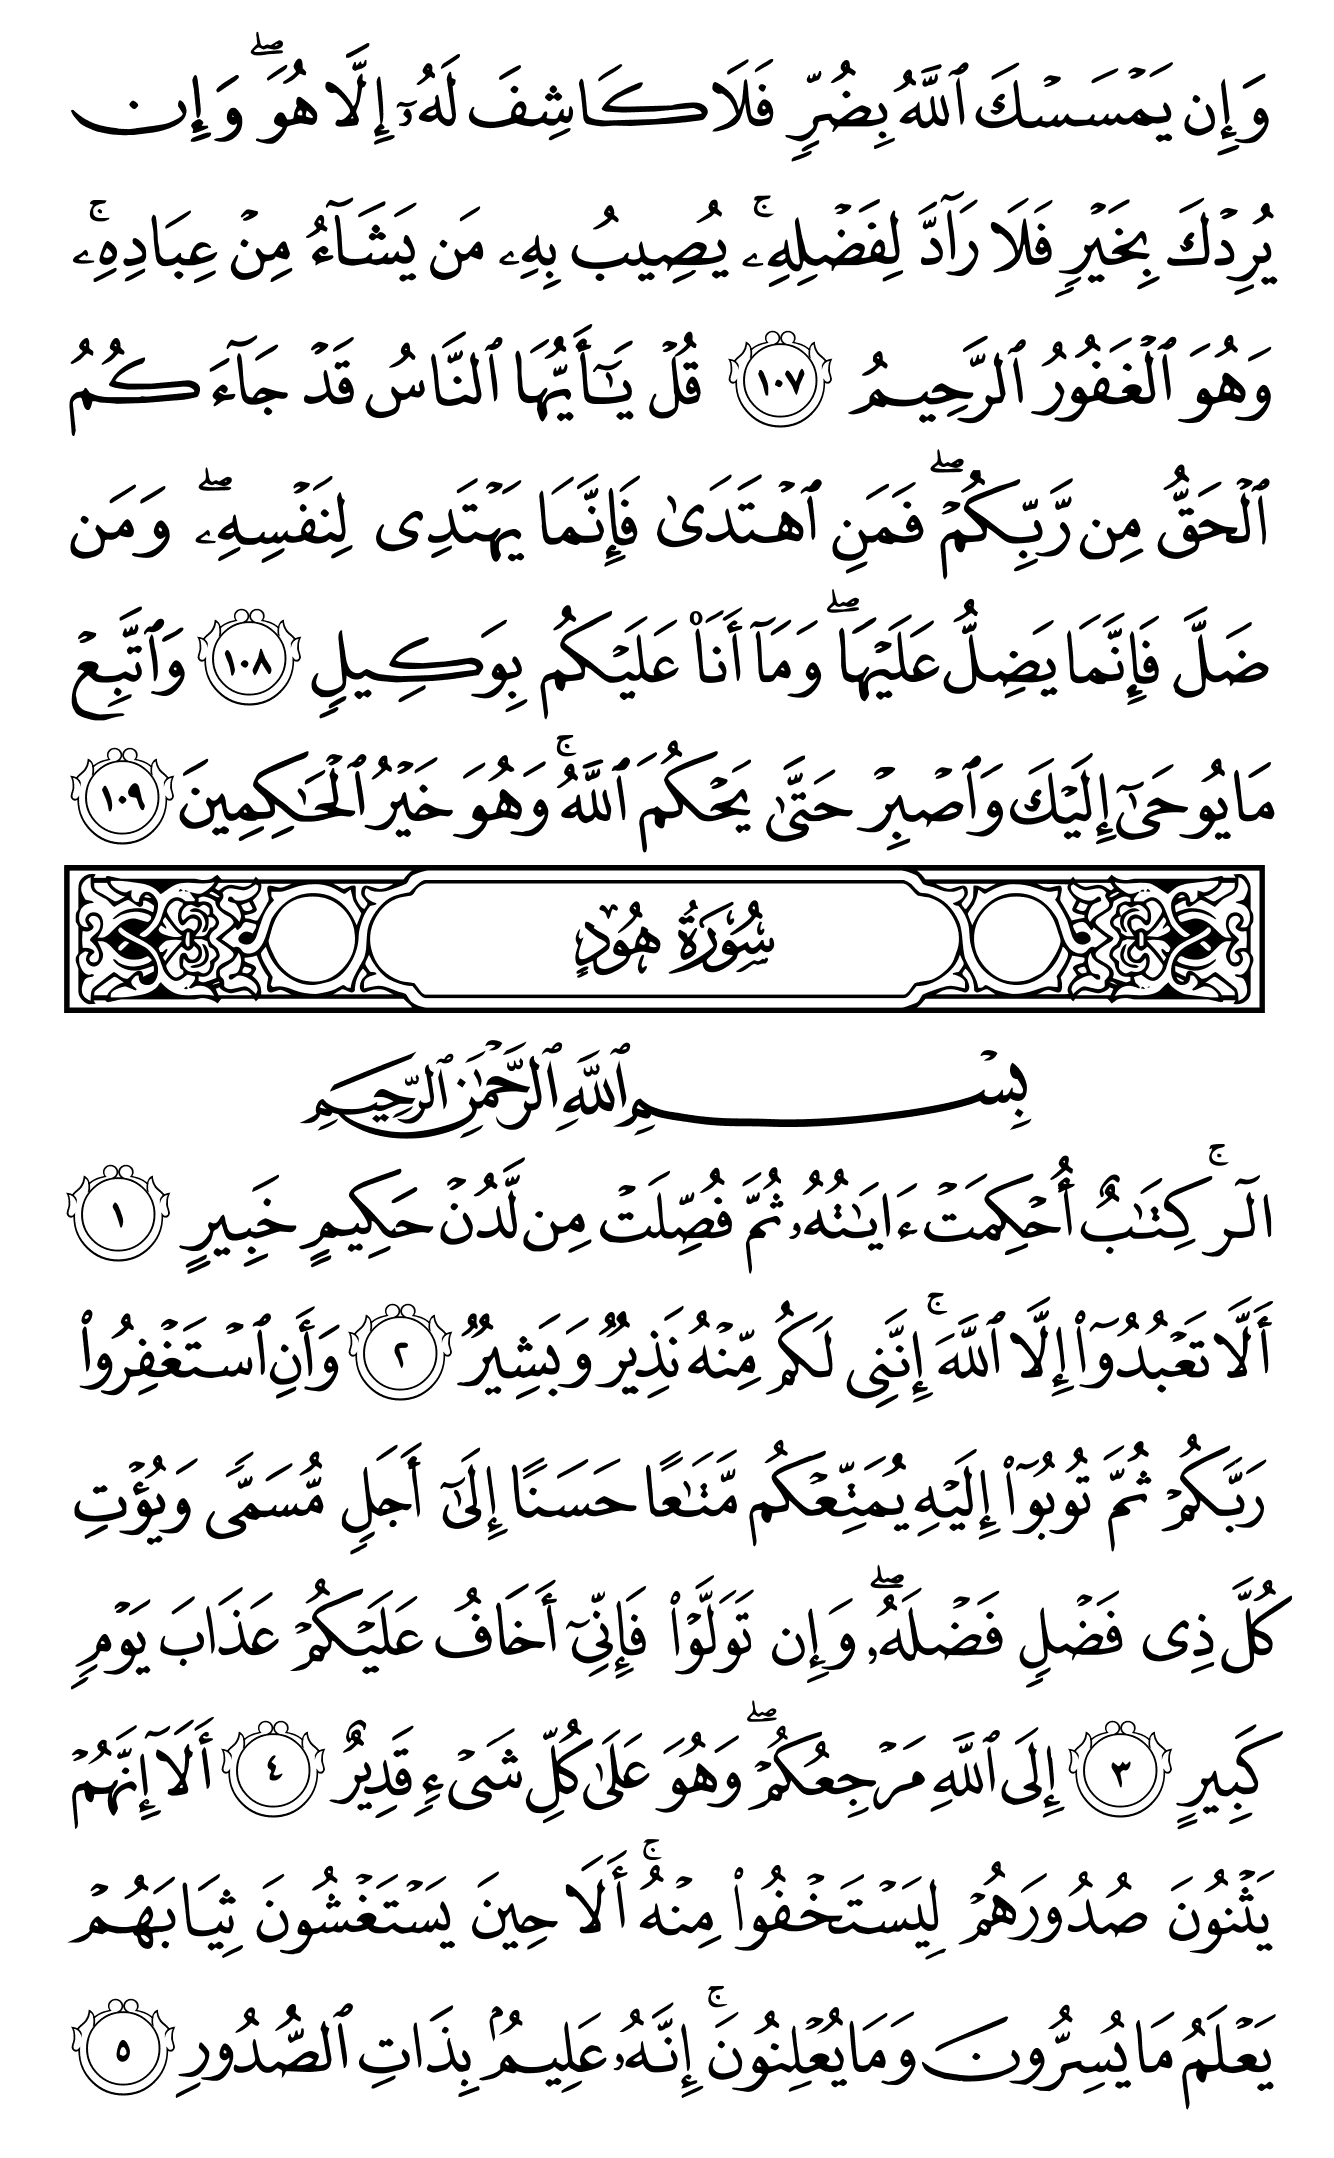 وَإِن يَمۡسَسۡكَ ٱللَّهُ بِضُرّٖ فَلَا كَاشِفَ لَهُۥٓ إِلَّا هُوَۖ وَإِن
يُرِدۡكَ بِخَيۡرٖ فَلَا رَآدَّ لِفَضۡلِهِۦۚ يُصِيبُ بِهِۦ مَن يَشَآءُ مِنۡ عِبَادِهِۦۚ
وَهُوَ ٱلۡغَفُورُ ٱلرَّحِيمُ ١٠٧ قُلۡ يَٰٓأَيُّهَا ٱلنَّاسُ قَدۡ جَآءَكُمُ
ٱلۡحَقُّ مِن رَّبِّكُمۡۖ فَمَنِ ٱهۡتَدَىٰ فَإِنَّمَا يَهۡتَدِي لِنَفۡسِهِۦۖ وَمَن
ضَلَّ فَإِنَّمَا يَضِلُّ عَلَيۡهَاۖ وَمَآ أَنَا۠ عَلَيۡكُم بِوَكِيلٖ ١٠٨ وَٱتَّبِعۡ
مَا يُوحَىٰٓ إِلَيۡكَ وَٱصۡبِرۡ حَتَّىٰ يَحۡكُمَ ٱللَّهُۚ وَهُوَ خَيۡرُ ٱلۡحَٰكِمِينَ ١٠٩
سُورَةُ هُودٍ
بِسۡمِ ٱللَّهِ ٱلرَّحۡمَٰنِ ٱلرَّحِيمِ
الٓرۚ كِتَٰبٌ أُحۡكِمَتۡ ءَايَٰتُهُۥ ثُمَّ فُصِّلَتۡ مِن لَّدُنۡ حَكِيمٍ خَبِيرٍ ١
أَلَّا تَعۡبُدُوٓاْ إِلَّا ٱللَّهَۚ إِنَّنِي لَكُم مِّنۡهُ نَذِيرٞ وَبَشِيرٞ ٢ وَأَنِ ٱسۡتَغۡفِرُواْ
رَبَّكُمۡ ثُمَّ تُوبُوٓاْ إِلَيۡهِ يُمَتِّعۡكُم مَّتَٰعًا حَسَنًا إِلَىٰٓ أَجَلٖ مُّسَمّٗى وَيُؤۡتِ
كُلَّ ذِي فَضۡلٖ فَضۡلَهُۥۖ وَإِن تَوَلَّوۡاْ فَإِنِّيٓ أَخَافُ عَلَيۡكُمۡ عَذَابَ يَوۡمٖ
كَبِيرٍ ٣ إِلَى ٱللَّهِ مَرۡجِعُكُمۡۖ وَهُوَ عَلَىٰ كُلِّ شَيۡءٖ قَدِيرٌ ٤ أَلَآ إِنَّهُمۡ
يَثۡنُونَ صُدُورَهُمۡ لِيَسۡتَخۡفُواْ مِنۡهُۚ أَلَا حِينَ يَسۡتَغۡشُونَ ثِيَابَهُمۡ
يَعۡلَمُ مَا يُسِرُّونَ وَمَا يُعۡلِنُونَۚ إِنَّهُۥ عَلِيمُۢ بِذَاتِ ٱلصُّدُورِ ٥